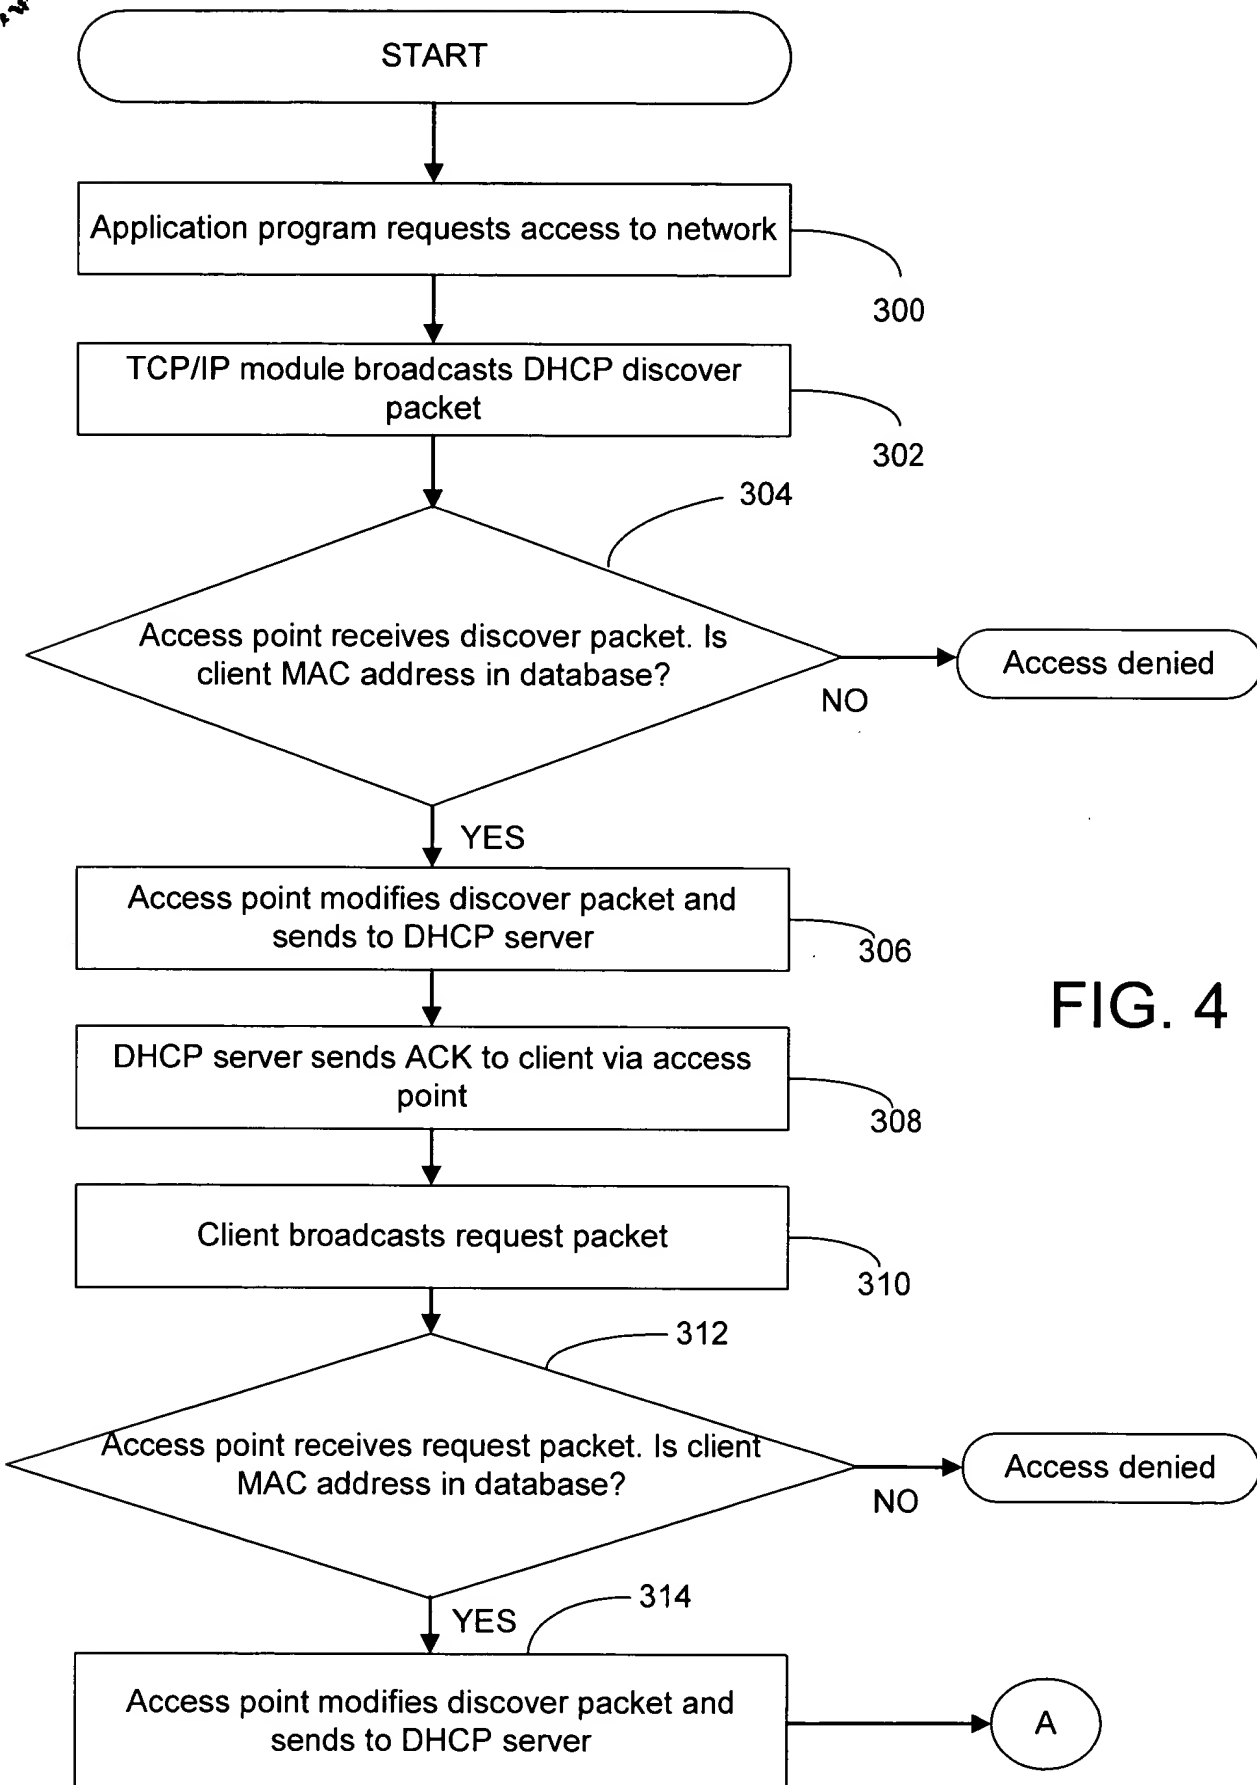 START
Application program requests access to network
300
TCP/IP module broadcasts DHCP discover
packet
302
304
Access point receives discover packet. Is
client MAC address in database?
NO
Access denied
YES
Access point modifies discover packet and
sends to DHCP server
306
FIG. 4
DHCP server sends ACK to client via access
point
308
Client broadcasts request packet
310
312
Access point receives request packet. Is client
MAC address in database?
NO
Access denied
YES
314
Access point modifies discover packet and
sends to DHCP server
A